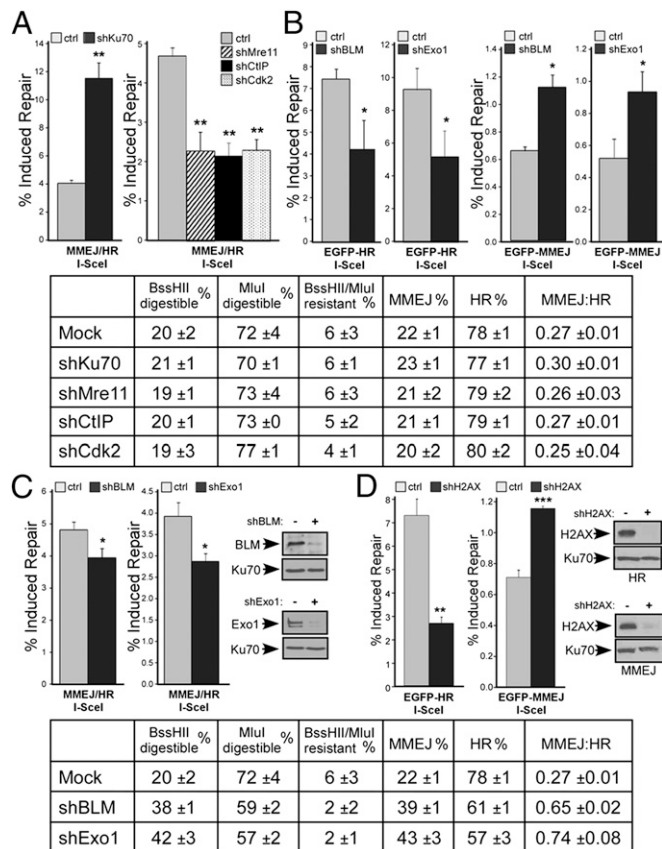 A
ctrl shKu70
% Induced Repair
12
10
8
6
4
2
0
**
MMEJ/HR
I-SceI
ctrl
shMre11
shCtIP
shCdk2
% Induced Repair
5
4
3
2
1
0
** ** **
MMEJ/HR
I-SceI
B
ctrl
shBLM
% Induced Repair
9
8
7
6
5
4
3
2
1
0
*
EGFP-HR
I-SceI
ctrl
shExo1
12
10
8
6
4
2
0
*
EGFP-HR
I-SceI
ctrl
shBLM
% Induced Repair
1.4
1.2
1.0
0.8
0.6
0.4
0.2
0.0
*
EGFP-MMEJ
I-SceI
ctrl
shExo1
1.2
1.0
0.8
0.6
0.4
0.2
0.0
*
EGFP-MMEJ
I-SceI
BssHII digestible % MluI digestible % BssHII/MluI resistant % MMEJ % HR % MMEJ:HR
Mock 20 ±2 72 ±4 6 ±3 22 ±1 78 ±1 0.27 ±0.01
shKu70 21 ±1 70 ±1 6 ±1 23 ±1 77 ±1 0.30 ±0.01
shMre11 19 ±1 73 ±4 6 ±3 21 ±2 79 ±2 0.26 ±0.03
shCtIP 20 ±1 73 ±0 5 ±2 21 ±1 79 ±1 0.27 ±0.01
shCdk2 19 ±3 77 ±1 4 ±1 20 ±2 80 ±2 0.25 ±0.04
C
ctrl shBLM
% Induced Repair
*
MMEJ/HR
I-SceI
ctrl shExo1
% Induced Repair
*
MMEJ/HR
I-SceI
shBLM: - +
BLM
Ku70
shExo1: - +
Exo1
Ku70
D
ctrl shH2AX
% Induced Repair
8
7
6
5
4
3
2
1
0
**
EGFP-HR
I-SceI
ctrl shH2AX
% Induced Repair
1.2
1.0
0.8
0.6
0.4
0.2
0.0
***
EGFP-MMEJ
I-SceI
shH2AX: - +
H2AX
Ku70
HR
shH2AX: - +
H2AX
Ku70
MMEJ
BssHII digestible % MluI digestible % BssHII/MluI resistant % MMEJ % HR % MMEJ:HR
Mock 20 ±2 72 ±4 6 ±3 22 ±1 78 ±1 0.27 ±0.01
shBLM 38 ±1 59 ±2 2 ±2 39 ±1 61 ±1 0.65 ±0.02
shExo1 42 ±3 57 ±2 2 ±1 43 ±3 57 ±3 0.74 ±0.08